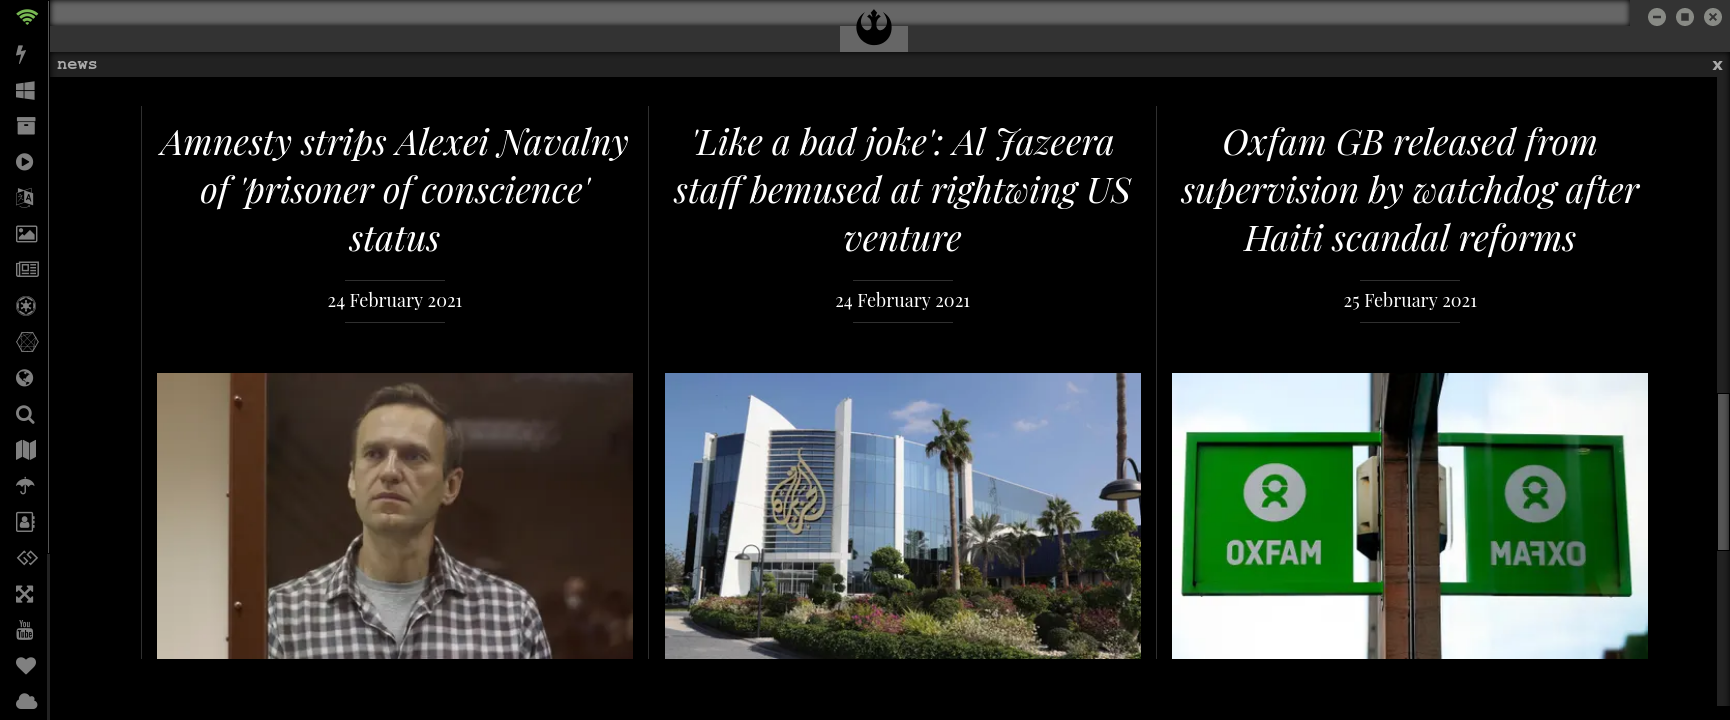 news
x
Amnesty strips Alexei Navalny
of 'prisoner of conscience'
status
24 February 2021
'Like a bad joke': Al Jazeera
staff bemused at rightwing US
venture
24 February 2021
Oxfam GB released from
supervision by watchdog after
Haiti scandal reforms
25 February 2021
OXFAM
OXFAM
You
Tube